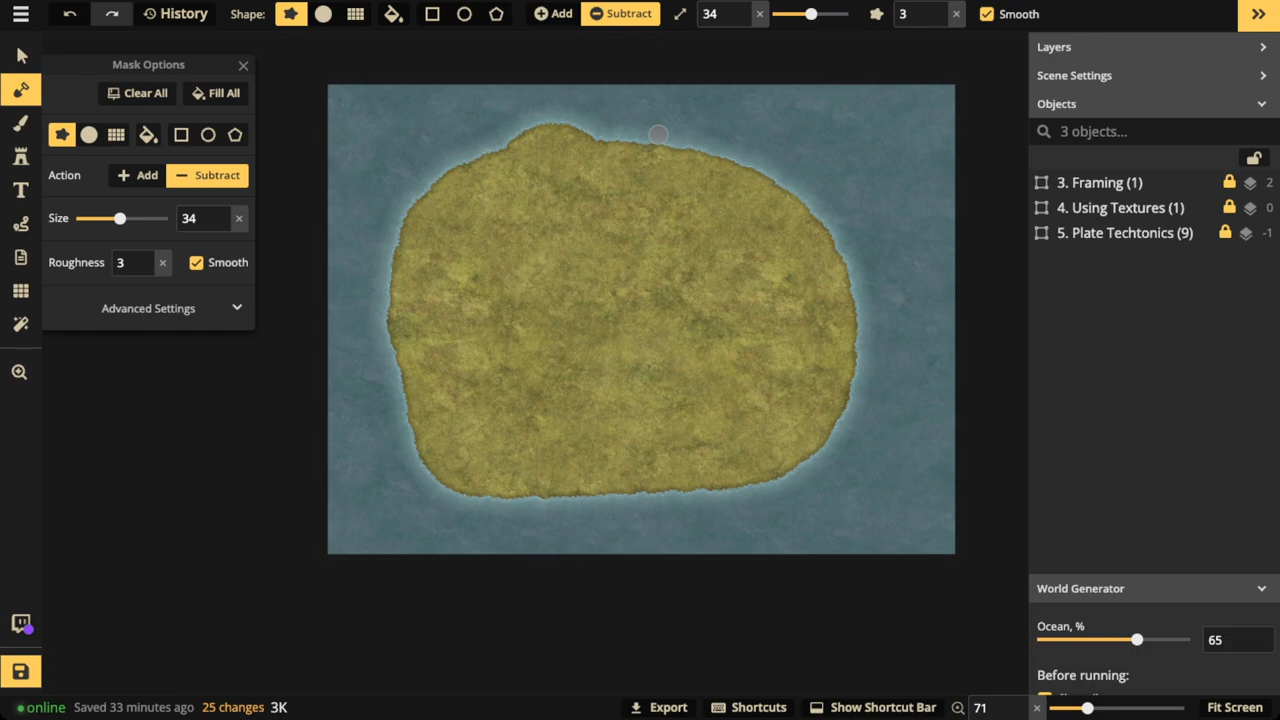 History
Shape:
Add
Subtract
34
3
Smooth
Mask Options
Clear All
Fill All
Action
Add
Subtract
Size
34
Roughness
3
Smooth
Advanced Settings
Layers
Scene Settings
Objects
3 objects...
3. Framing (1)
2
4. Using Textures (1)
0
5. Plate Techtonics (9)
-1
World Generator
Ocean, %
65
Before running:
online
Saved 33 minutes ago
25 changes
3K
Export
Shortcuts
Show Shortcut Bar
71
Fit Screen